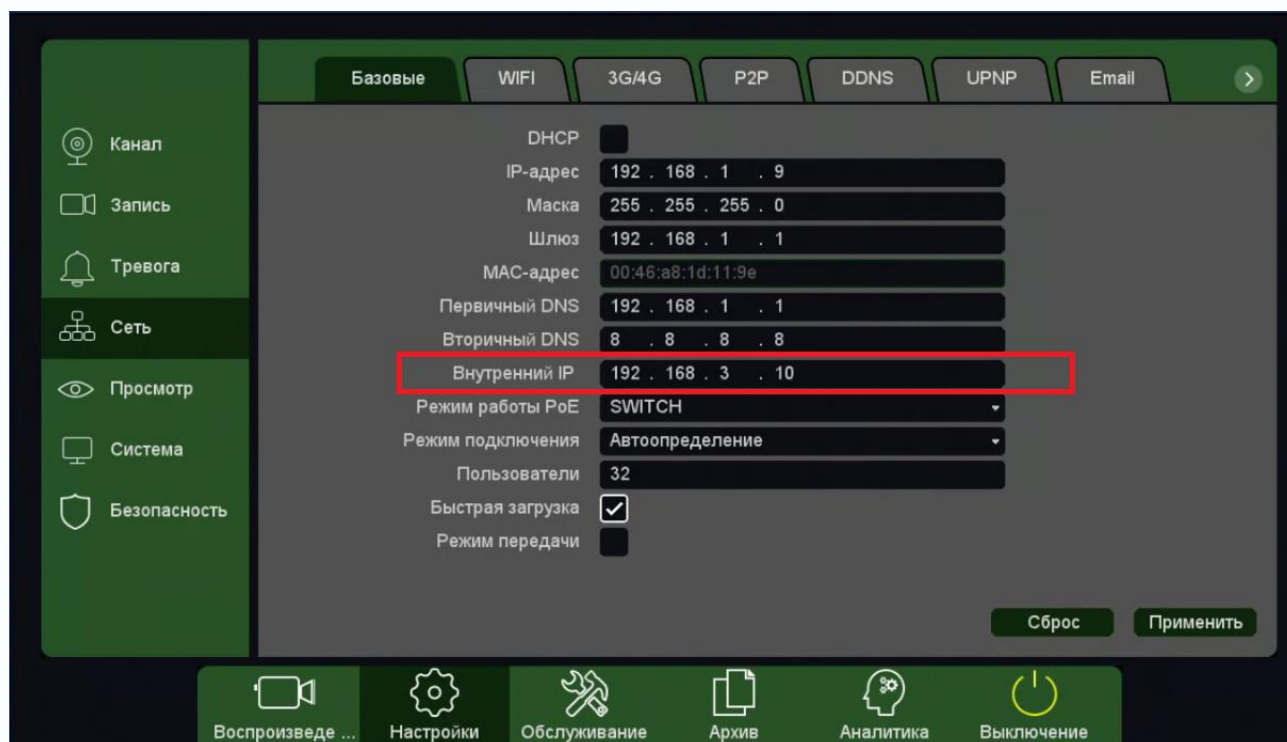 Базовые WIFI 3G/4G P2P DDNS UPNP Email
Канал
Запись
Тревога
Сеть
Просмотр
Система
Безопасность
DHCP
IP-адрес 192 . 168 . 1 . 9
Маска 255 . 255 . 255 . 0
Шлюз 192 . 168 . 1 . 1
MAC-адрес 00:46:a8:1d:11:9e
Первичный DNS 192 . 168 . 1 . 1
Вторичный DNS 8 . 8 . 8 . 8
Внутренний IP 192 . 168 . 3 . 10
Режим работы PoE SWITCH
Режим подключения Автоопределение
Пользователи 32
Быстрая загрузка
Режим передачи
Сброс Применить
Воспроизведе ... Настройки Обслуживание Архив Аналитика Выключение